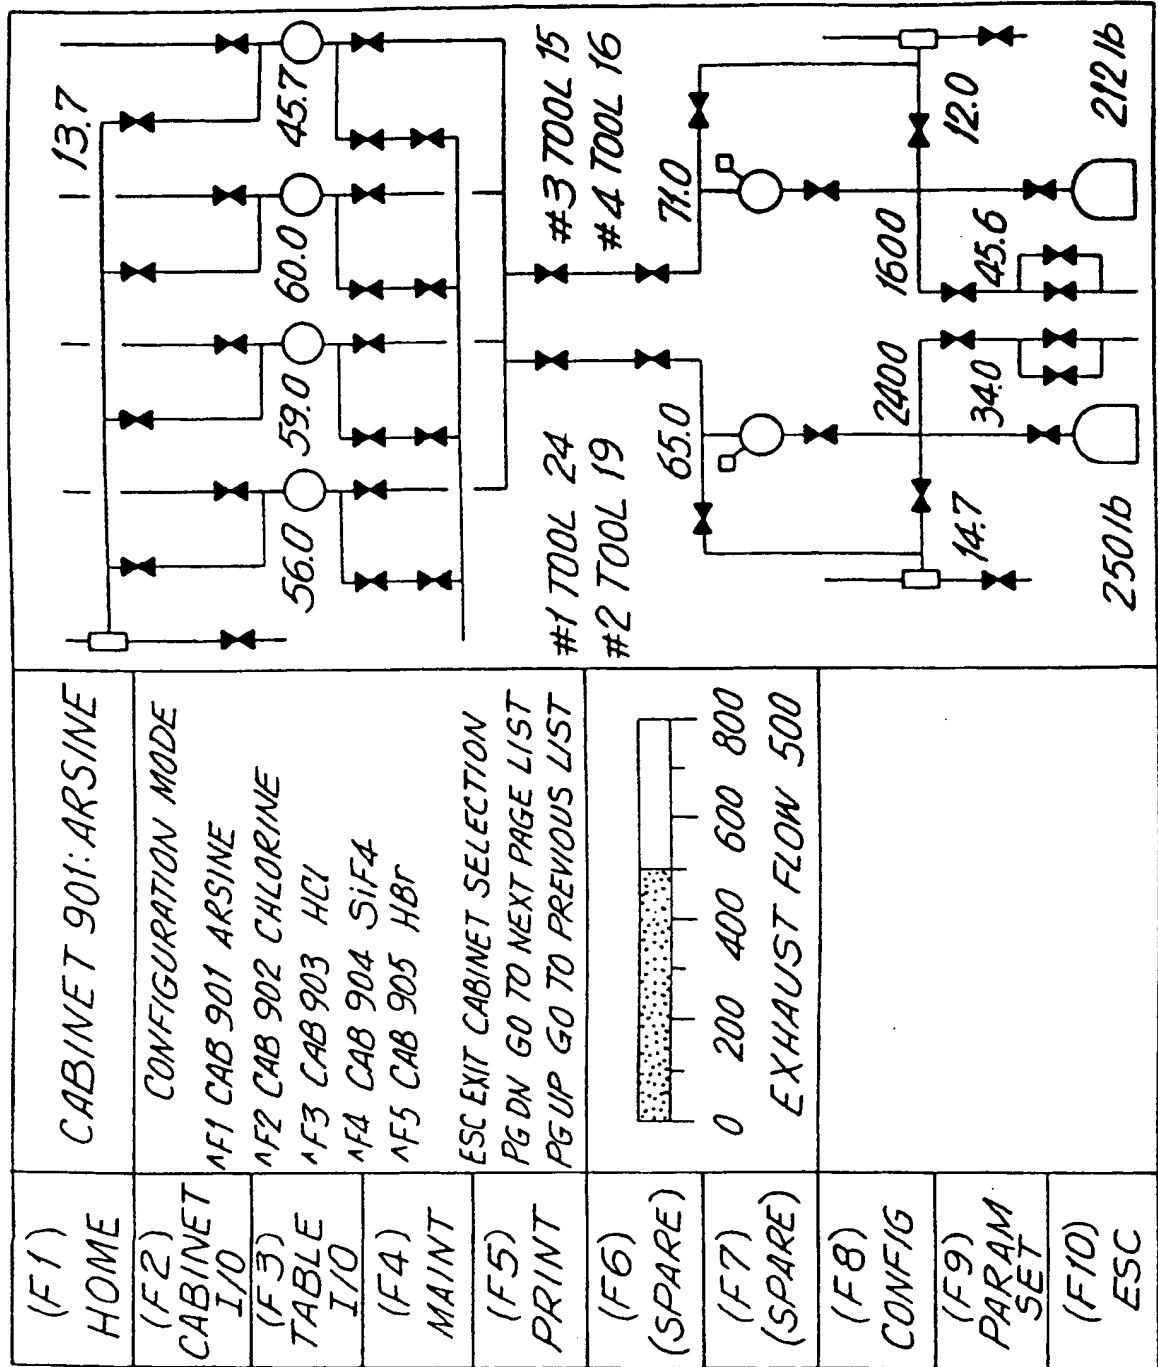 (F1)
HOME
(F2)
CABINET
I/O
(F3)
TABLE
I/O
(F4)
MAINT
(F5)
PRINT
(F6)
(SPARE)
(F7)
(SPARE)
(F8)
CONFIG
(F9)
PARAM
SET
(F10)
ESC
CABINET 901: ARSINE
CONFIGURATION MODE
^F1 CAB 901 ARSINE
^F2 CAB 902 CHLORINE
^F3 CAB 903 HCl
^F4 CAB 904 SiF4
^F5 CAB 905 HBr
ESC EXIT CABINET SELECTION
PG DN GO TO NEXT PAGE LIST
PG UP GO TO PREVIOUS LIST
0 200 400 600 800
EXHAUST FLOW 500
13.7
56.0 59.0 60.0 45.7
#1 TOOL 24
#2 TOOL 19
#3 TOOL 15
#4 TOOL 16
65.0 71.0
2400 1600
14.7 34.0 45.6 12.0
250 lb 212 lb